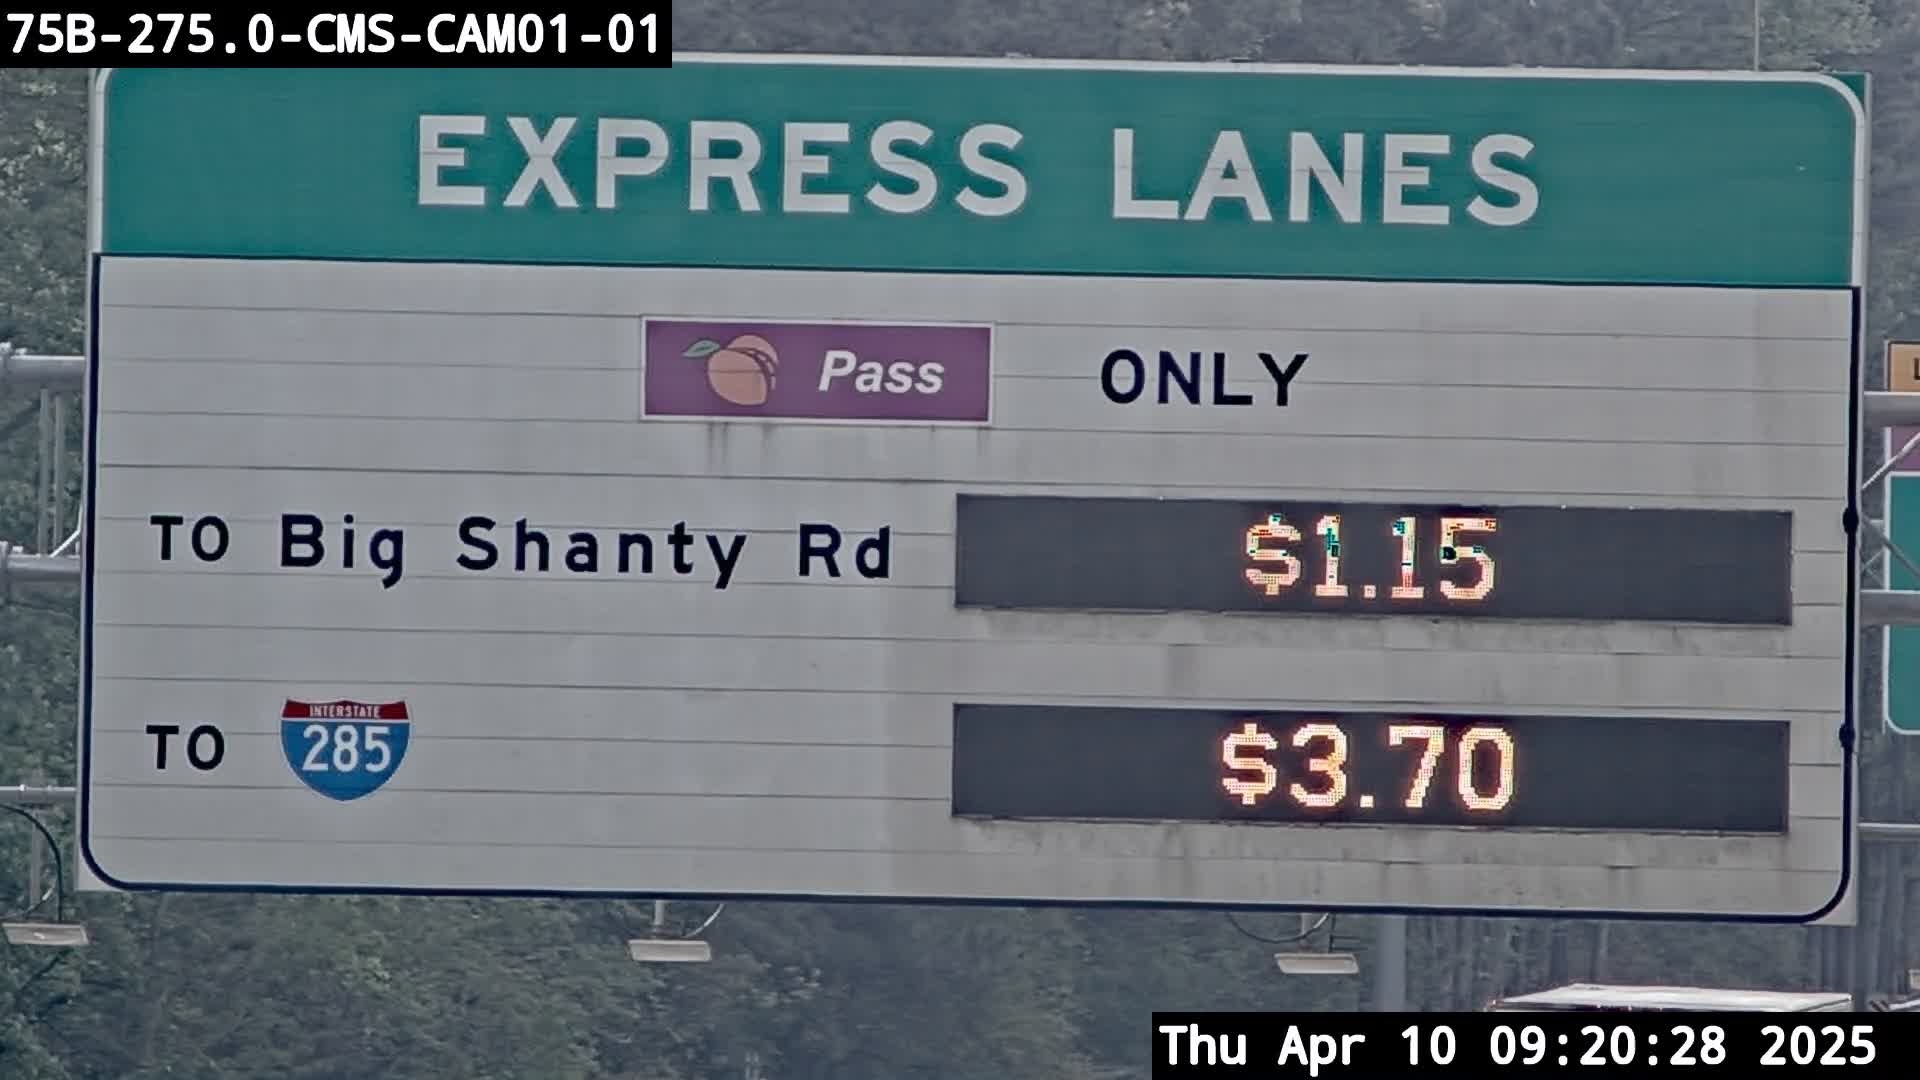 75B-275.0-CMS-CAM01-01
EXPRESS LANES
Pass ONLY
TO Big Shanty Rd $1.15
INTERSTATE
TO 285 $3.70
Thu Apr 10 09:20:28 2025